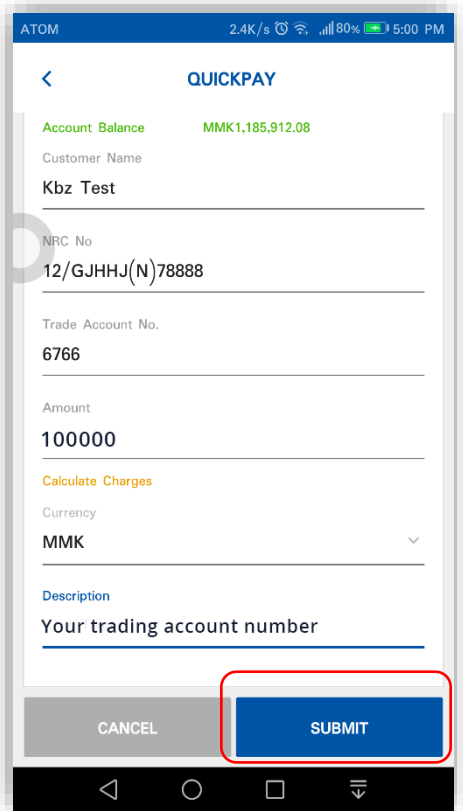 ATOM 2.4K/s 80% 5:00 PM
QUICKPAY
Account Balance MMK1,185,912.08
Customer Name
Kbz Test
NRC No
12/GJHHJ(N)78888
Trade Account No.
6766
Amount
100000
Calculate Charges
Currency
MMK
Description
Your trading account number
CANCEL SUBMIT